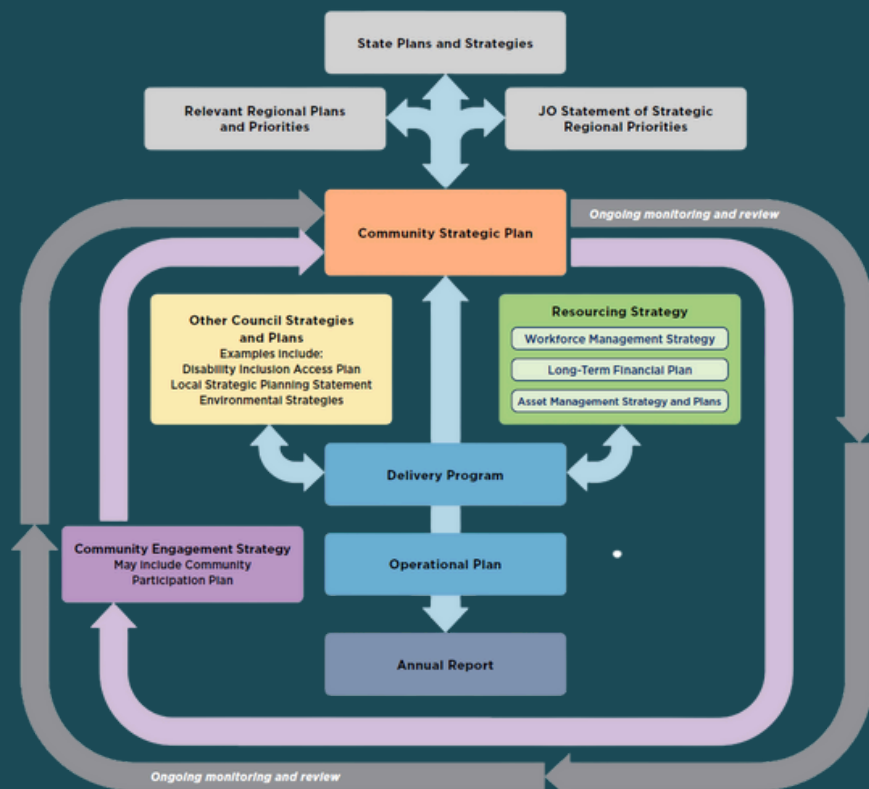 State Plans and Strategies
Relevant Regional Plans
and Priorities
JO Statement of Strategic
Regional Priorities
Community Strategic Plan
Ongoing monitoring and review
Other Council Strategies
and Plans
Examples Include:
Disability Inclusion Access Plan
Local Strategic Planning Statement
Environmental Strategies
Resourcing Strategy
Workforce Management Strategy
Long-Term Financial Plan
Asset Management Strategy and Plans
Delivery Program
Community Engagement Strategy
May Include Community
Participation Plan
Operational Plan
Annual Report
Ongoing monitoring and review